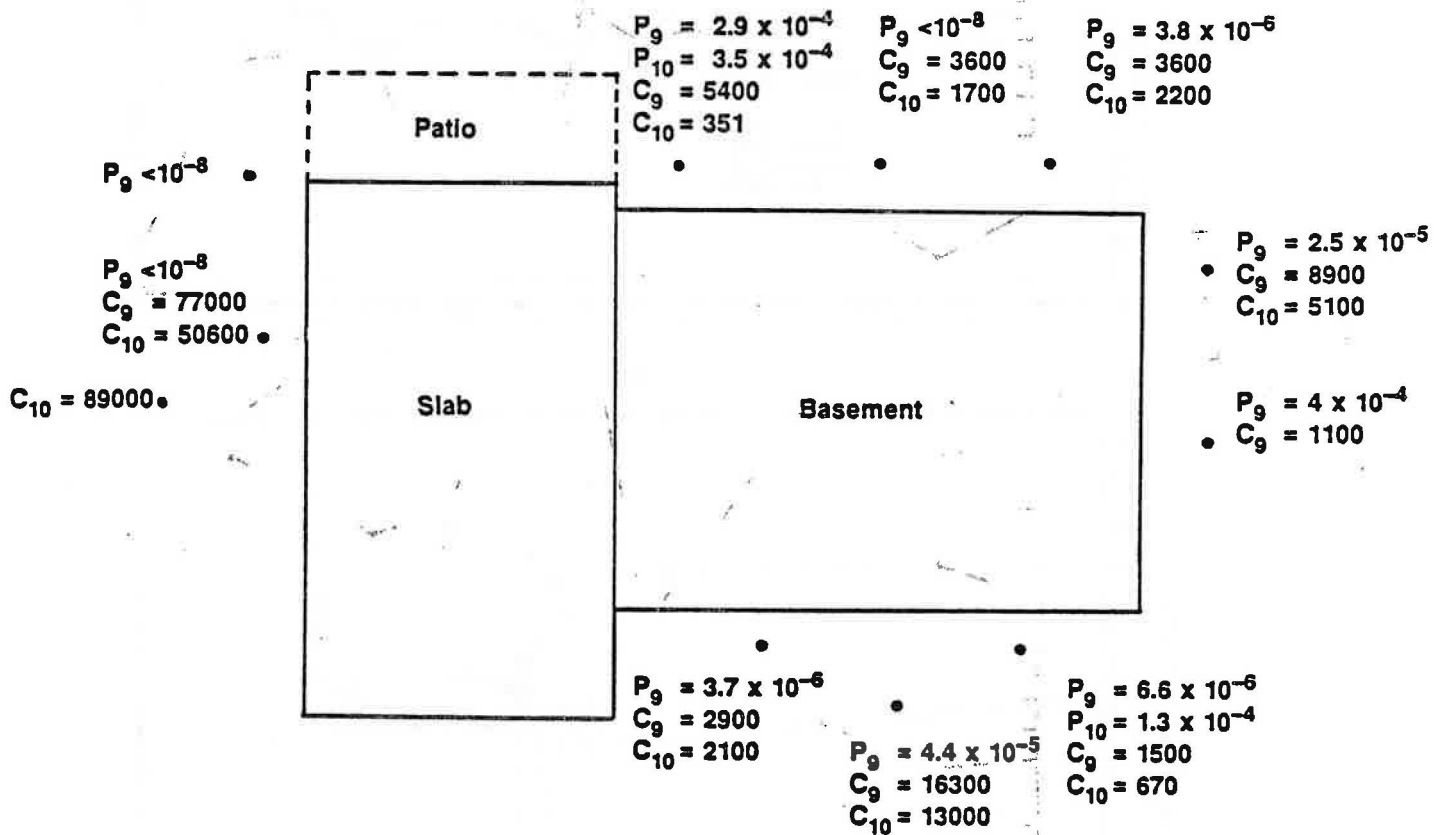 P₉ = 2.9 x 10⁻⁴
P₁₀ = 3.5 x 10⁻⁴
C₉ = 5400
C₁₀ = 351
P₉ <10⁻⁸
C₉ = 3600
C₁₀ = 1700
P₉ = 3.8 x 10⁻⁶
C₉ = 3600
C₁₀ = 2200
Patio
P₉ <10⁻⁸
P₉ <10⁻⁸
C₉ = 77000
C₁₀ = 50600
C₁₀ = 89000
Slab
Basement
P₉ = 2.5 x 10⁻⁵
C₉ = 8900
C₁₀ = 5100
P₉ = 4 x 10⁻⁴
C₉ = 1100
P₉ = 3.7 x 10⁻⁶
C₉ = 2900
C₁₀ = 2100
P₉ = 4.4 x 10⁻⁵
C₉ = 16300
C₁₀ = 13000
P₉ = 6.6 x 10⁻⁶
P₁₀ = 1.3 x 10⁻⁴
C₉ = 1500
C₁₀ = 670